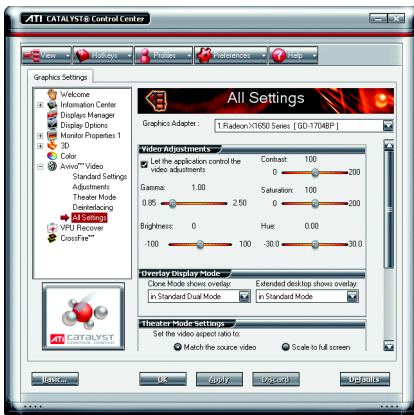 ATI CATALYST® Control Center
View Hotkeys Profiles Preferences Help
Graphics Settings
Welcome
Information Center
Displays Manager
Display Options
Monitor Properties 1
3D
Color
Avivo™ Video
Standard Settings
Adjustments
Theater Mode
Deinterlacing
All Settings
VPU Recover
CrossFire™
ATI CATALYST
CONTROL CENTER
All Settings
Graphics Adapter : 1.Radeon X1650 Series [ GD-1704BP ]
Video Adjustments
Let the application control the
video adjustments
Contrast: 100
0 200
Gamma: 1.00
0.85 2.50
Saturation: 100
0 200
Brightness: 0
-100 100
Hue: 0.00
-30.0 30.0
Overlay Display Mode
Clone Mode shows overlay: Extended desktop shows overlay:
in Standard Dual Mode in Standard Mode
Theater Mode Settings
Set the video aspect ratio to:
Match the source video Scale to full screen
Basic... OK Apply Discard Defaults